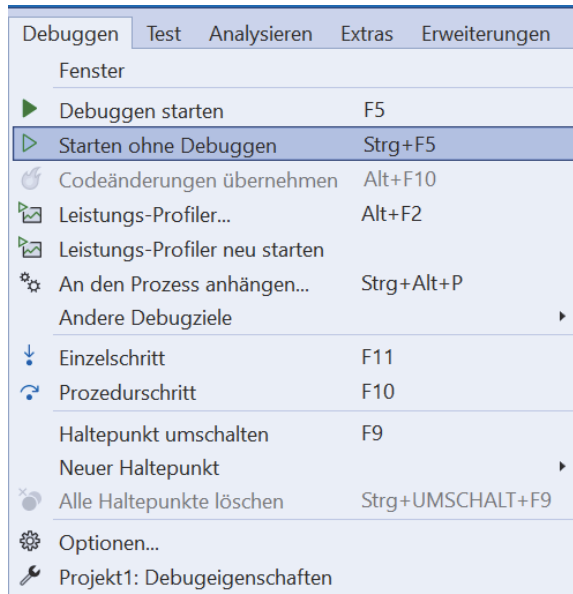 Debuggen Test Analysieren Extras Erweiterungen
Fenster
Debuggen starten F5
Starten ohne Debuggen Strg+F5
Codeänderungen übernehmen Alt+F10
Leistungs-Profiler... Alt+F2
Leistungs-Profiler neu starten
An den Prozess anhängen... Strg+Alt+P
Andere Debugziele
Einzelschritt F11
Prozedurschritt F10
Haltepunkt umschalten F9
Neuer Haltepunkt
Alle Haltepunkte löschen Strg+UMSCHALT+F9
Optionen...
Projekt1: Debugeigenschaften